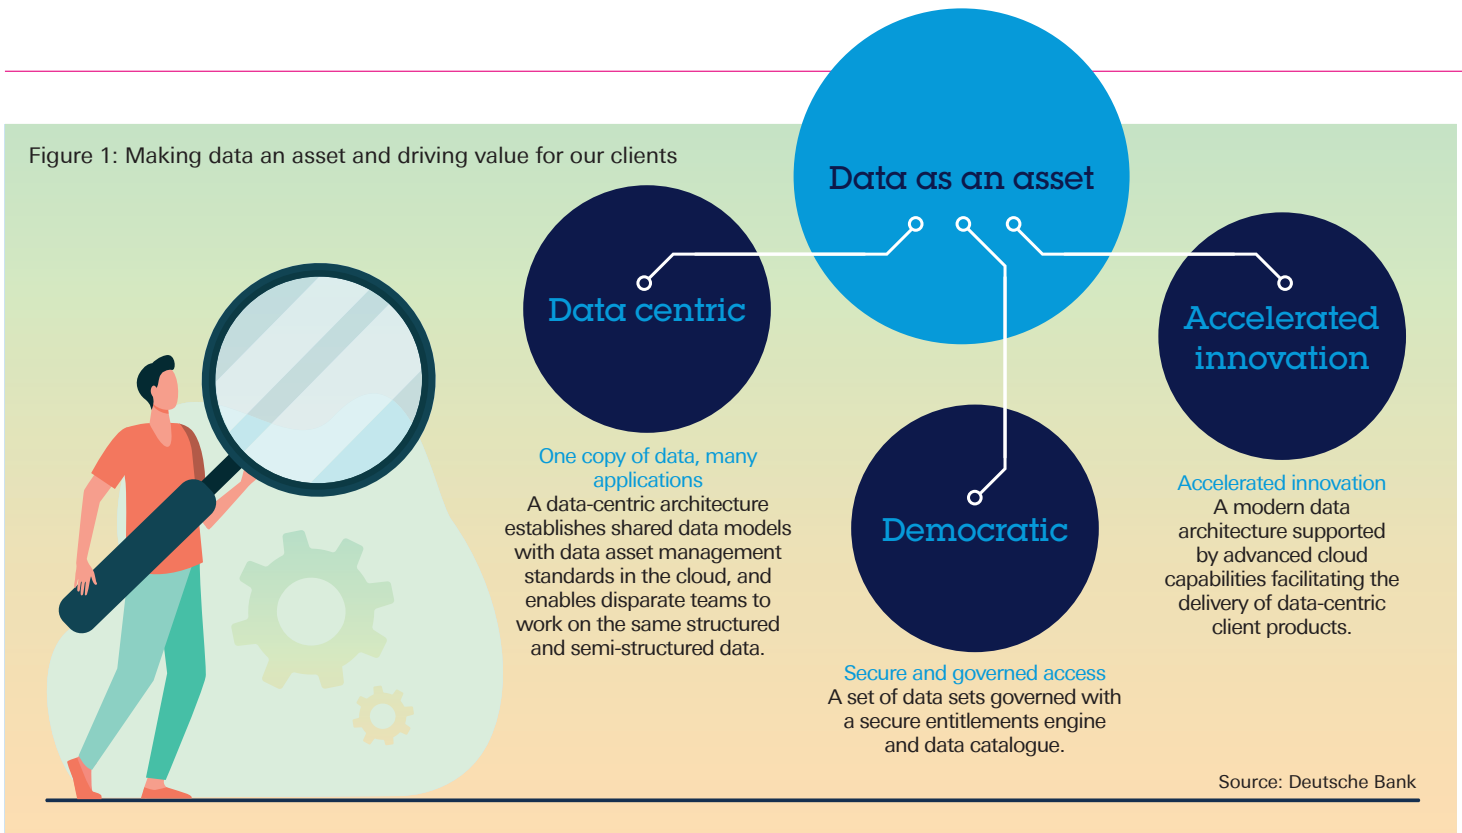 Figure 1: Making data an asset and driving value for our clients
Data as an asset
Data centric
One copy of data, many
applications
A data-centric architecture
establishes shared data models
with data asset management
standards in the cloud, and
enables disparate teams to
work on the same structured
and semi-structured data.
Democratic
Secure and governed access
A set of data sets governed with
a secure entitlements engine
and data catalogue.
Accelerated
innovation
Accelerated innovation
A modern data
architecture supported
by advanced cloud
capabilities facilitating the
delivery of data-centric
client products.
Source: Deutsche Bank